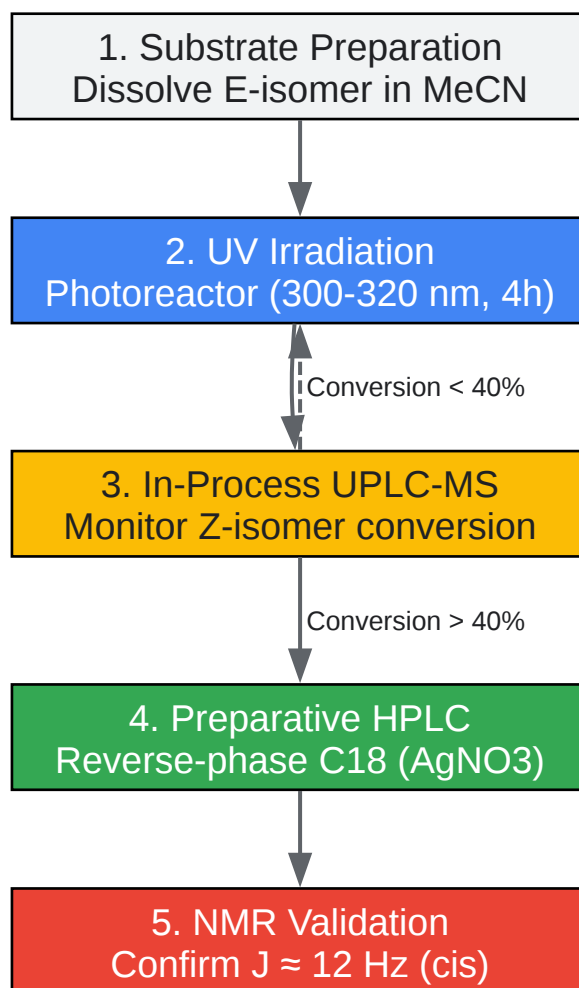 1. Substrate Preparation
Dissolve E-isomer in MeCN
2. UV Irradiation
Photoreactor (300-320 nm, 4h)
Conversion < 40%
3. In-Process UPLC-MS
Monitor Z-isomer conversion
Conversion > 40%
4. Preparative HPLC
Reverse-phase C18 (AgNO3)
5. NMR Validation
Confirm J ≈ 12 Hz (cis)